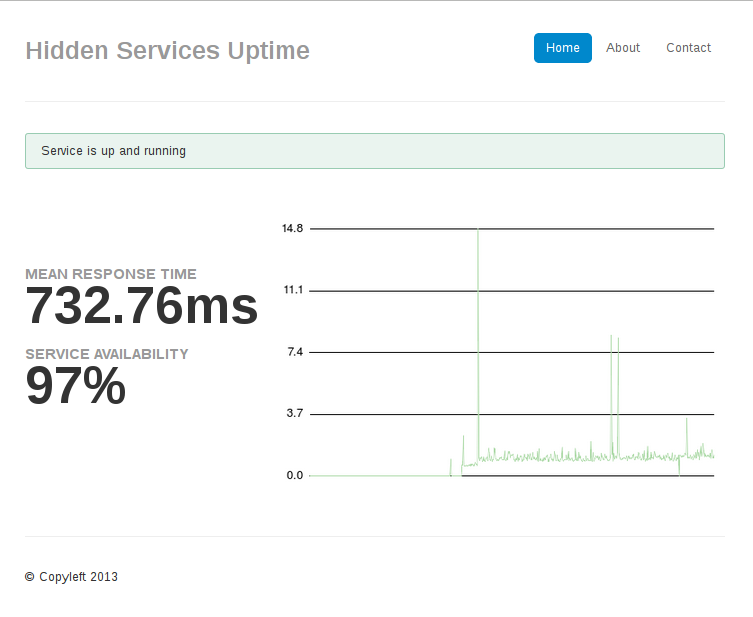 Hidden Services Uptime
Home About Contact
Service is up and running
MEAN RESPONSE TIME
732.76ms
SERVICE AVAILABILITY
97%
14.8
11.1
7.4
3.7
0.0
© Copyleft 2013